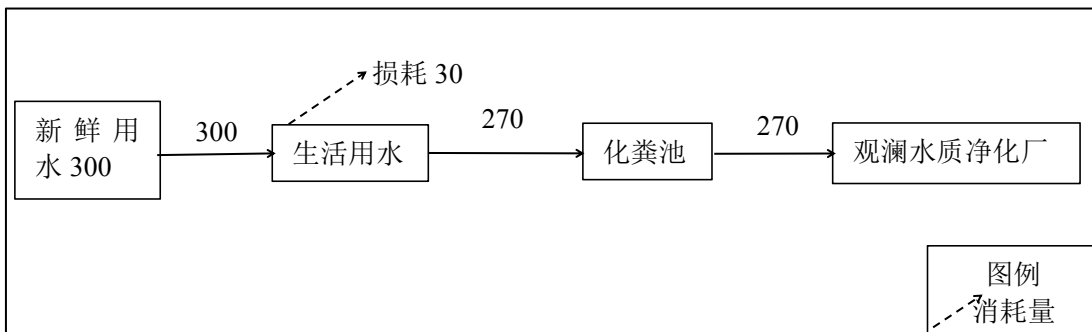 损耗 30
新鲜用
水 300
300
生活用水
270
化粪池
270
观澜水质净化厂
图例
消耗量